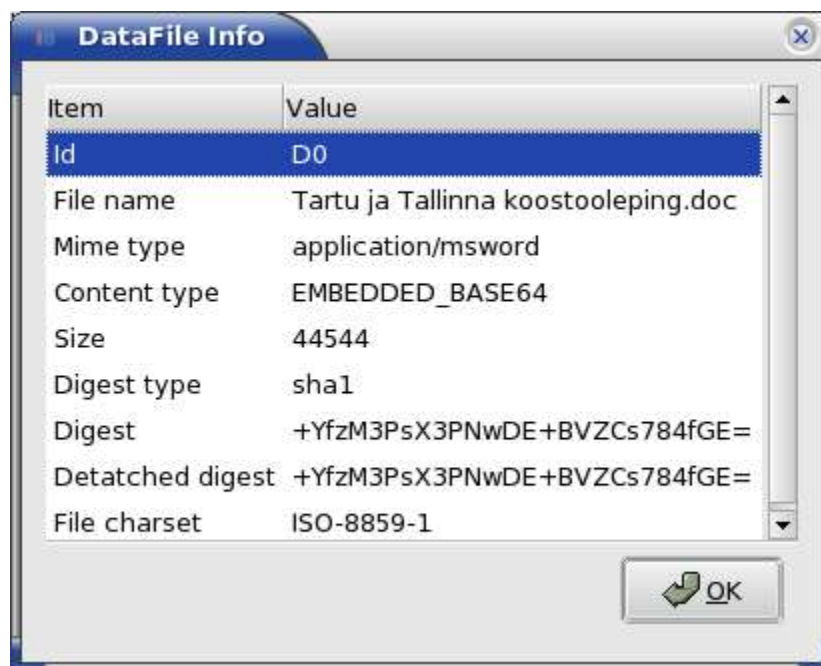 DataFile Info
Item Value
Id D0
File name Tartu ja Tallinna koostooleping.doc
Mime type application/msword
Content type EMBEDDED_BASE64
Size 44544
Digest type sha1
Digest +YfzM3PsX3PNwDE+BVZCs784fGE=
Detatched digest +YfzM3PsX3PNwDE+BVZCs784fGE=
File charset ISO-8859-1
OK